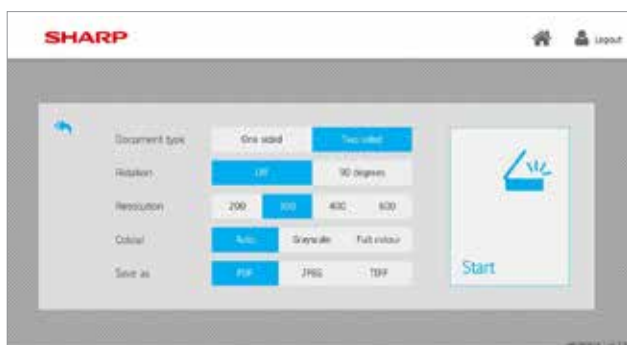 SHARP
Logout
Document type One sided Two sided
Rotation Off 90 degrees
Resolution 200 300 400 600
Colour Auto Grayscale Full colour
Save as PDF JPEG TIFF
Start